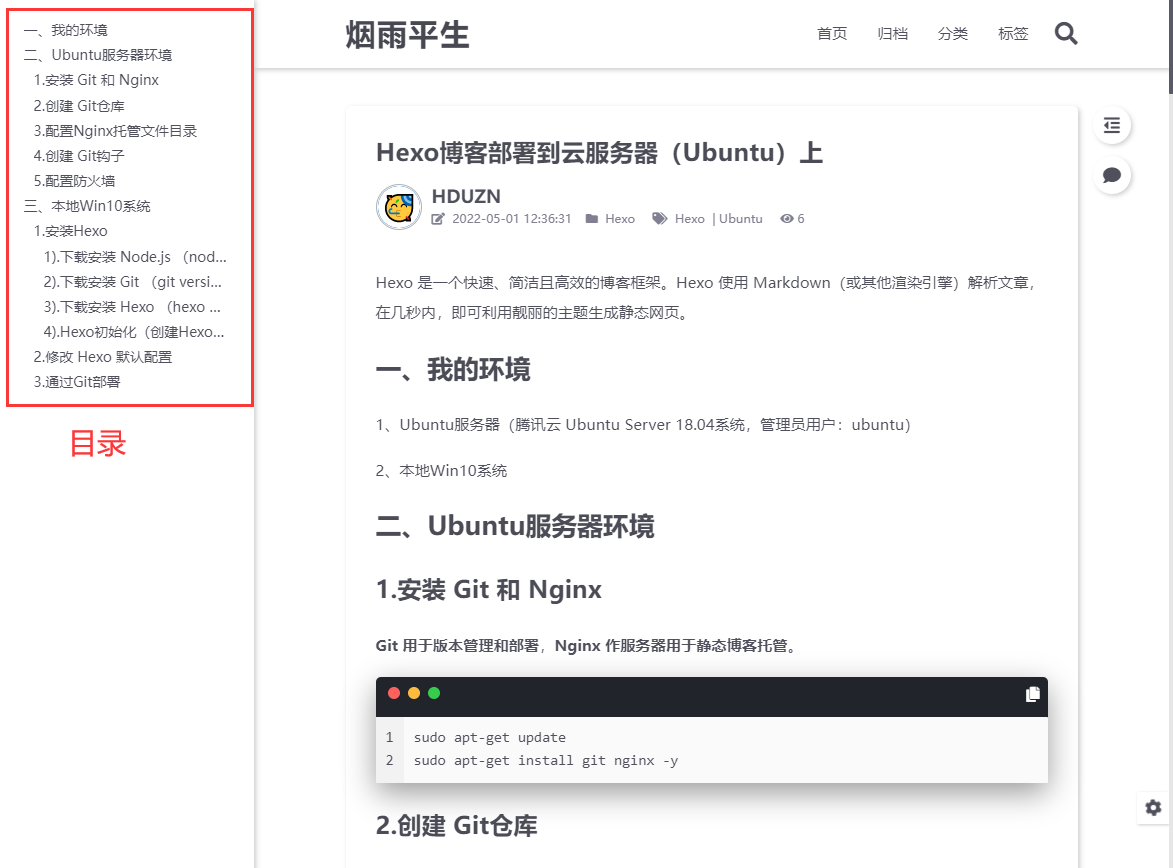 一、我的环境
二、Ubuntu服务器环境
1.安装 Git 和 Nginx
2.创建 Git仓库
3.配置Nginx托管文件目录
4.创建 Git钩子
5.配置防火墙
三、本地Win10系统
1.安装Hexo
1).下载安装 Node.js （nod...
2).下载安装 Git （git versi...
3).下载安装 Hexo （hexo ...
4).Hexo初始化（创建Hexo...
2.修改 Hexo 默认配置
3.通过Git部署
目录
烟雨平生
首页 归档 分类 标签
Hexo博客部署到云服务器（Ubuntu）上
HDUZN
2022-05-01 12:36:31 Hexo Hexo | Ubuntu 6
Hexo 是一个快速、简洁且高效的博客框架。Hexo 使用 Markdown（或其他渲染引擎）解析文章，
在几秒内，即可利用靓丽的主题生成静态网页。
一、我的环境
1、Ubuntu服务器（腾讯云 Ubuntu Server 18.04系统，管理员用户：ubuntu）
2、本地Win10系统
二、Ubuntu服务器环境
1.安装 Git 和 Nginx
Git 用于版本管理和部署，Nginx 作服务器用于静态博客托管。
1 sudo apt-get update
2 sudo apt-get install git nginx -y
2.创建 Git仓库